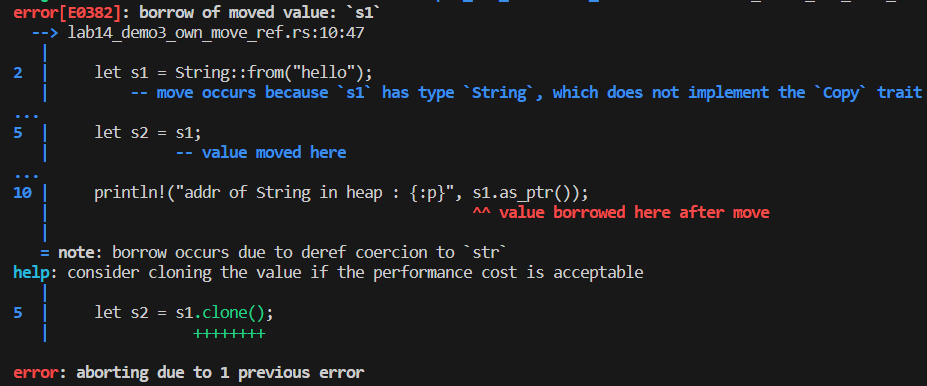 error[E0382]: borrow of moved value: `s1`
--> lab14_demo3_own_move_ref.rs:10:47
|
2 | let s1 = String::from("hello");
| -- move occurs because `s1` has type `String`, which does not implement the `Copy` trait
...
5 | let s2 = s1;
| -- value moved here
...
10 | println!("addr of String in heap : {:p}", s1.as_ptr());
| ^^ value borrowed here after move
|
= note: borrow occurs due to deref coercion to `str`
help: consider cloning the value if the performance cost is acceptable
|
5 | let s2 = s1.clone();
| ++++++++
error: aborting due to 1 previous error